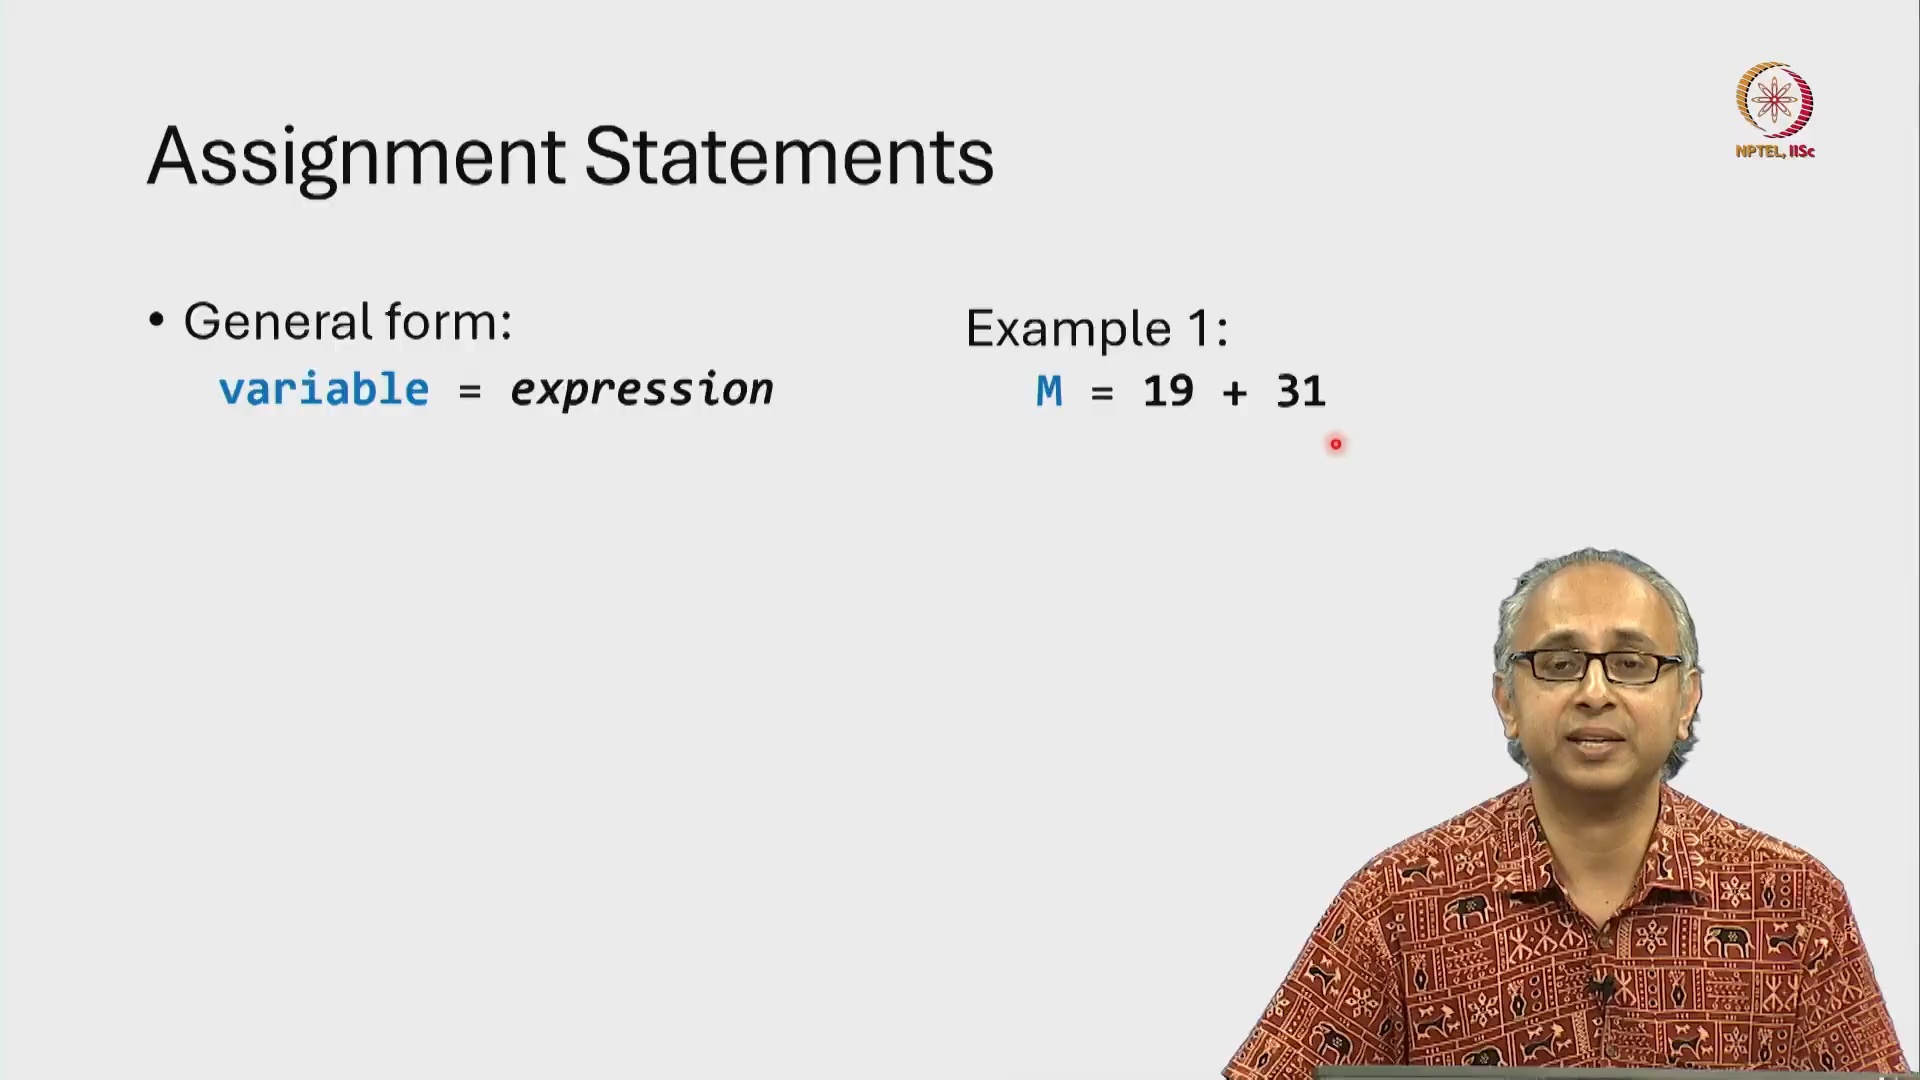 Assignment Statements
NPTEL, IISc
• General form:
variable = expression
Example 1:
M = 19 + 31